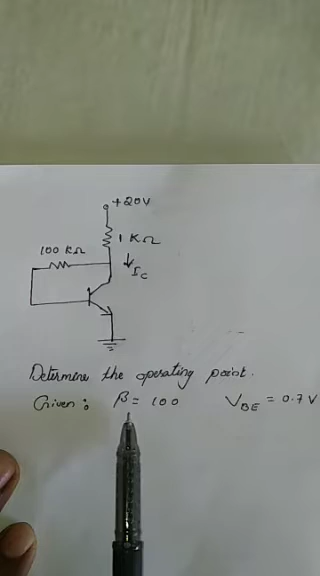 +20V
1 KΩ
100 KΩ
Ic
Determine the operating point.
Given : β = 100 VBE = 0.7 V